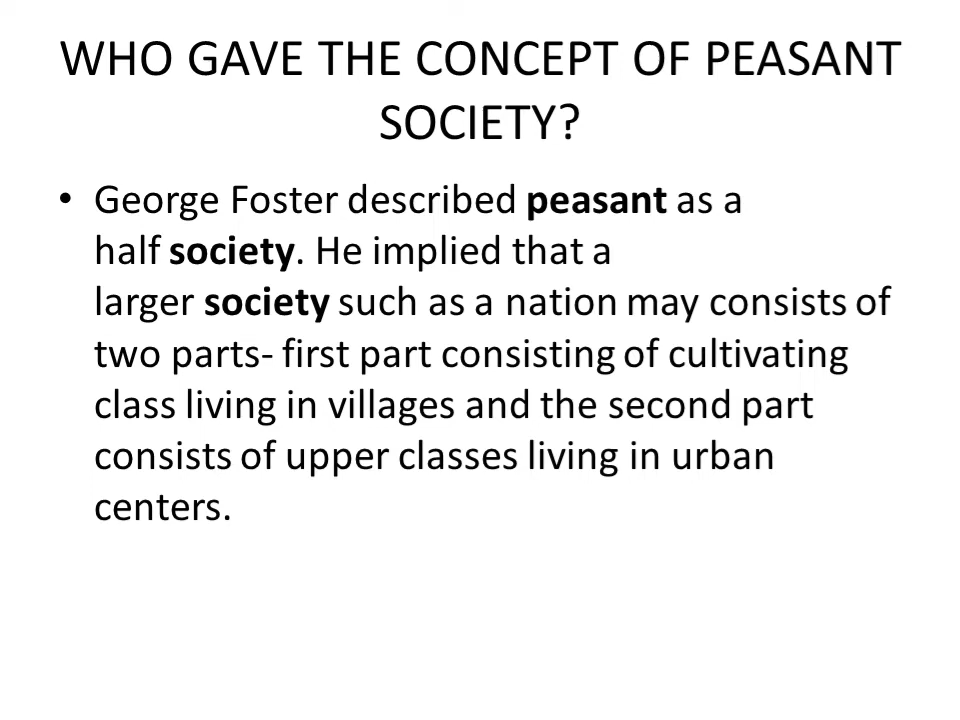 WHO GAVE THE CONCEPT OF PEASANT
SOCIETY?
• George Foster described peasant as a
half society. He implied that a
larger society such as a nation may consists of
two parts- first part consisting of cultivating
class living in villages and the second part
consists of upper classes living in urban
centers.